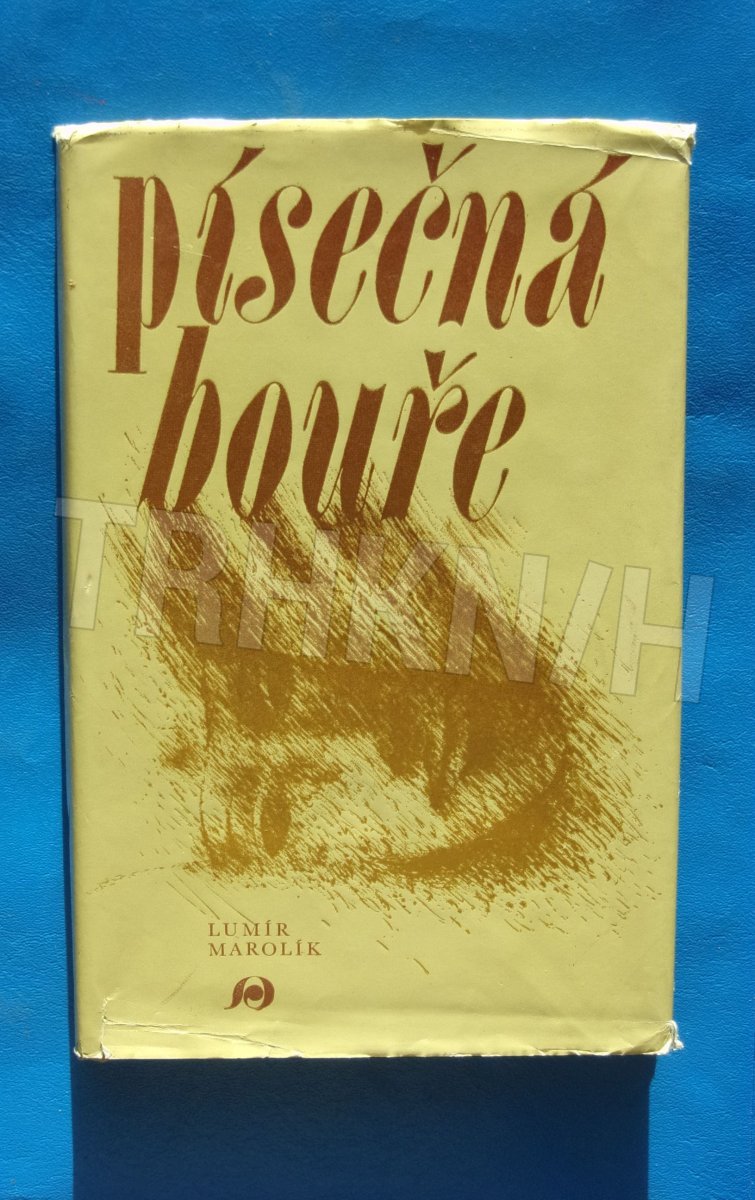 písečná
bouře
TRHKNIH
LUMÍR
MAROLÍK